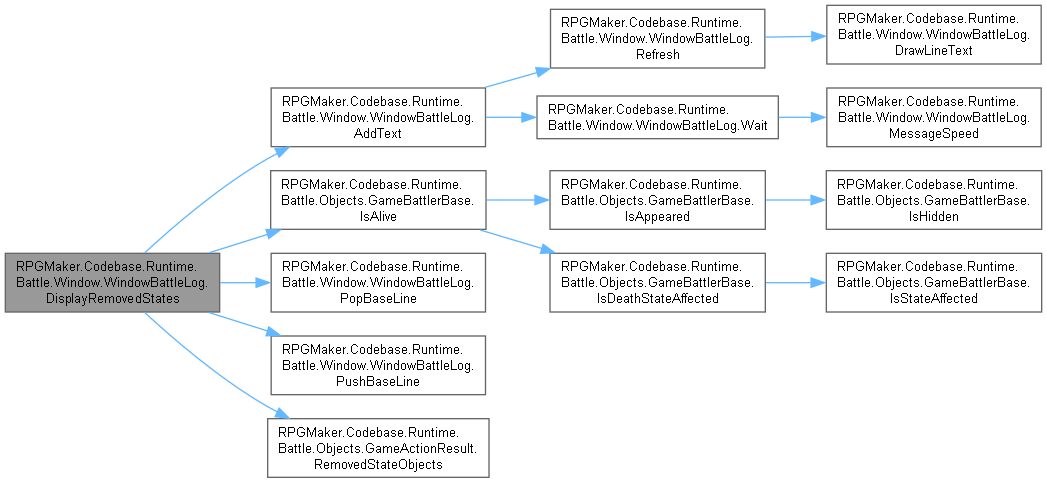 RPGMaker.Codebase.Runtime.
Battle.Window.WindowBattleLog.
DisplayRemovedStates
RPGMaker.Codebase.Runtime.
Battle.Window.WindowBattleLog.
AddText
RPGMaker.Codebase.Runtime.
Battle.Window.WindowBattleLog.
Refresh
RPGMaker.Codebase.Runtime.
Battle.Window.WindowBattleLog.
DrawLineText
RPGMaker.Codebase.Runtime.
Battle.Window.WindowBattleLog.Wait
RPGMaker.Codebase.Runtime.
Battle.Window.WindowBattleLog.
MessageSpeed
RPGMaker.Codebase.Runtime.
Battle.Objects.GameBattlerBase.
IsAlive
RPGMaker.Codebase.Runtime.
Battle.Objects.GameBattlerBase.
IsAppeared
RPGMaker.Codebase.Runtime.
Battle.Objects.GameBattlerBase.
IsHidden
RPGMaker.Codebase.Runtime.
Battle.Objects.GameBattlerBase.
IsDeathStateAffected
RPGMaker.Codebase.Runtime.
Battle.Objects.GameBattlerBase.
IsStateAffected
RPGMaker.Codebase.Runtime.
Battle.Window.WindowBattleLog.
PopBaseLine
RPGMaker.Codebase.Runtime.
Battle.Window.WindowBattleLog.
PushBaseLine
RPGMaker.Codebase.Runtime.
Battle.Objects.GameActionResult.
RemovedStateObjects